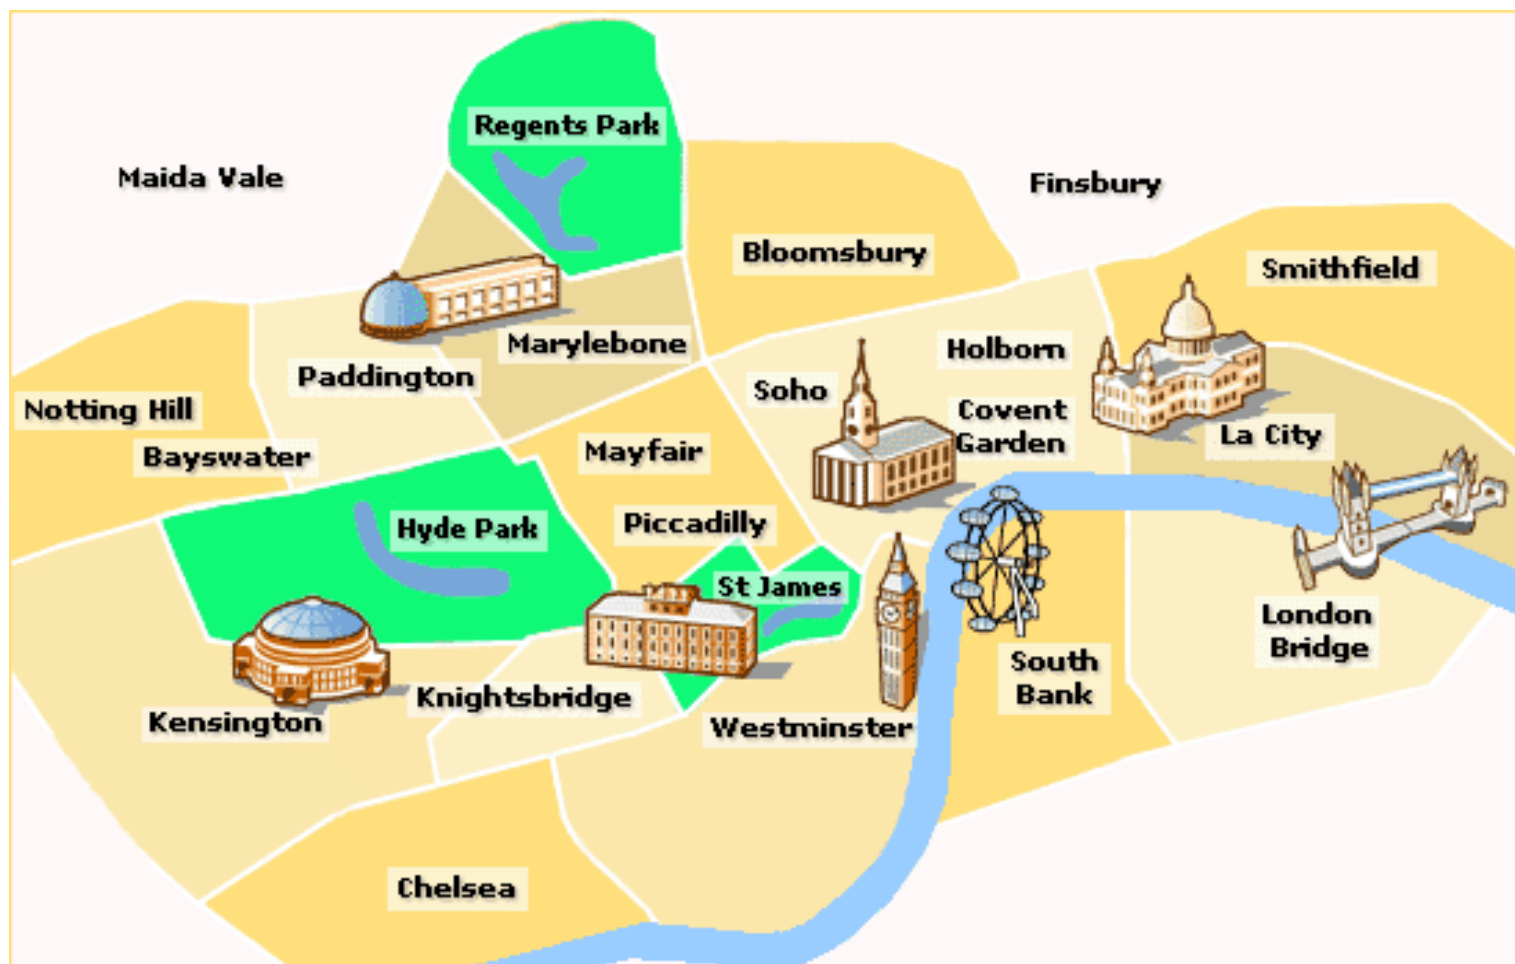 Regents Park
Maida Vale
Finsbury
Bloomsbury
Smithfield
Marylebone
Holborn
Paddington
Soho
Notting Hill
Covent
Garden
La City
Bayswater
Mayfair
Hyde Park
Piccadilly
St James
London
Bridge
South
Bank
Knightsbridge
Kensington
Westminster
Chelsea